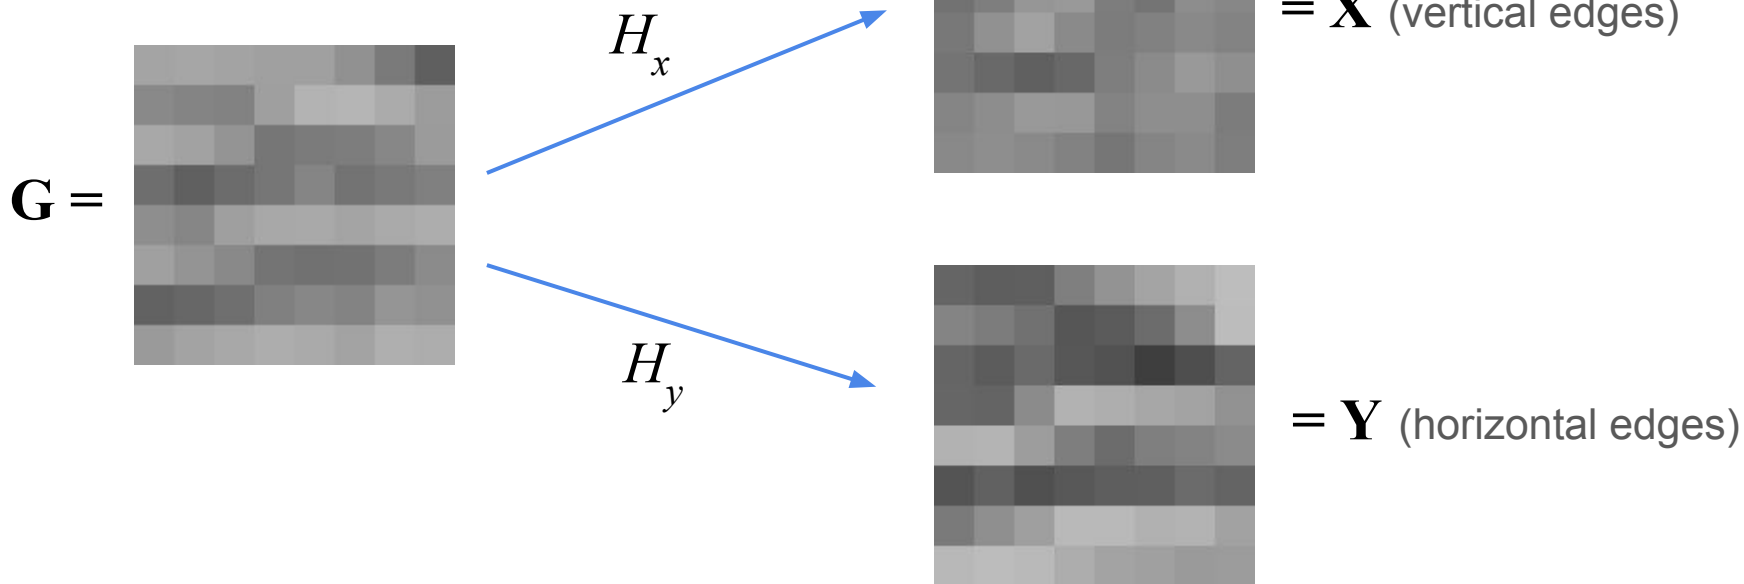 = X (vertical edges)
Hx
G =
Hy
= Y (horizontal edges)